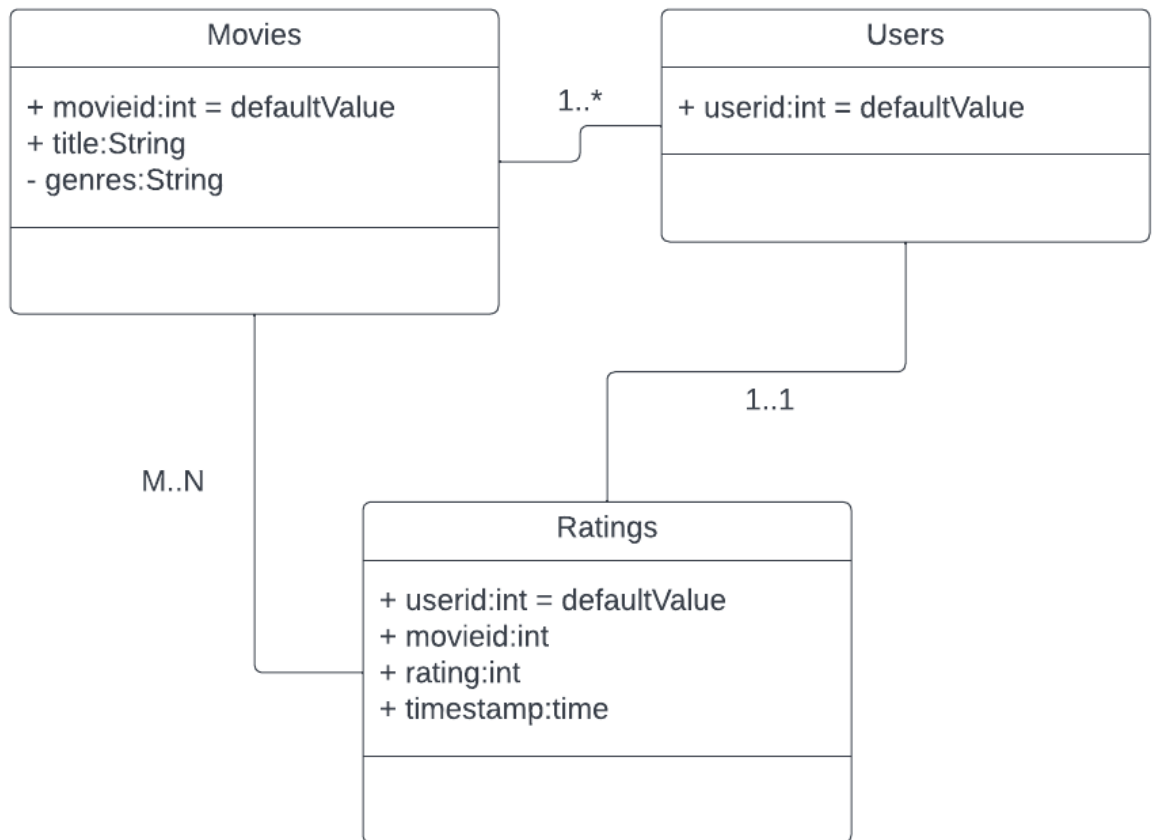 Movies
+ movieid:int = defaultValue
+ title:String
- genres:String
1..*
Users
+ userid:int = defaultValue
1..1
M..N
Ratings
+ userid:int = defaultValue
+ movieid:int
+ rating:int
+ timestamp:time